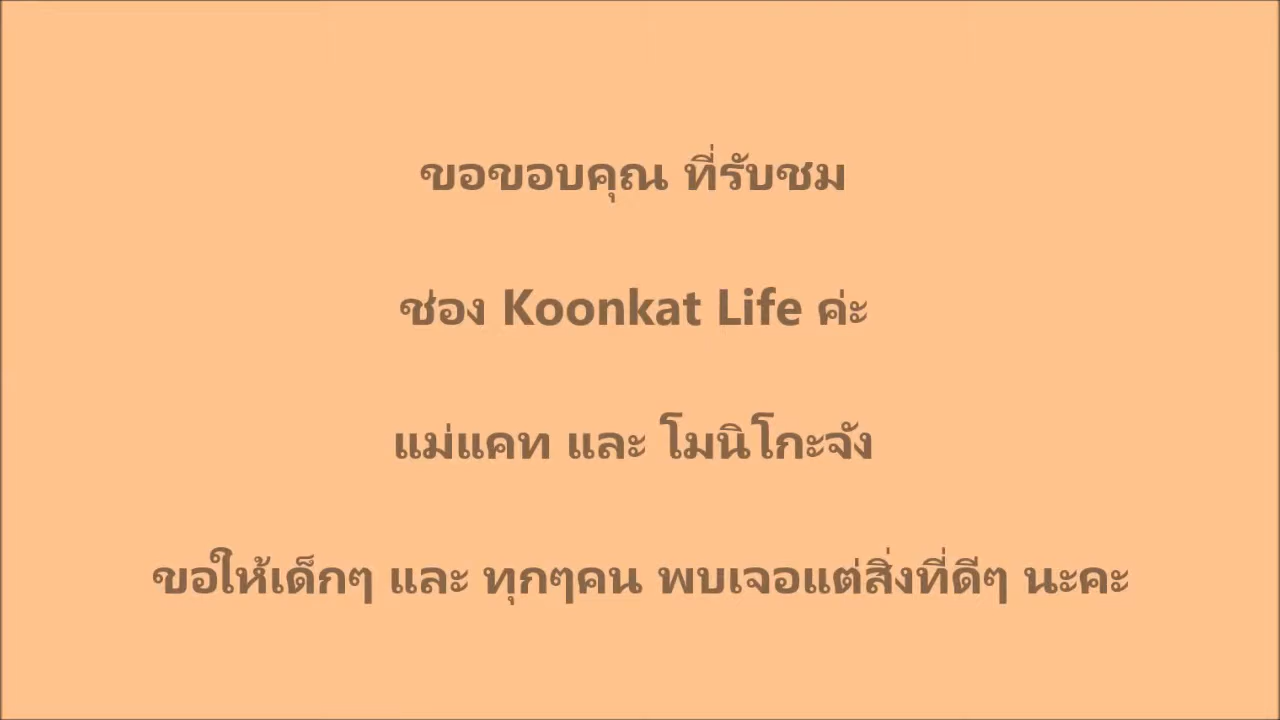 ขอขอบคุณ ที่รับชม
ช่อง Koonkat Life ค่ะ
แม่แคท และ โมนิโกะจัง
ขอให้เด็กๆ และ ทุกๆคน พบเจอแต่สิ่งที่ดีๆ นะคะ